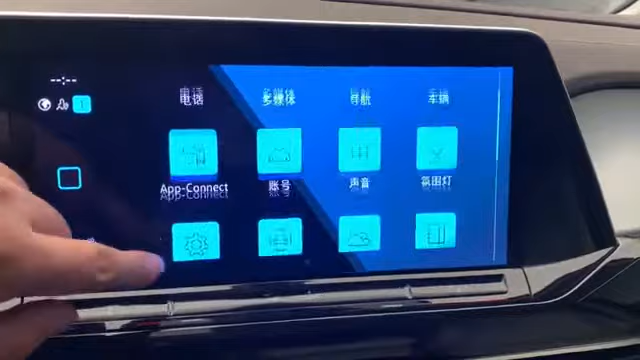 --:--
电话 多媒体 导航 车辆
App-Connect 账号 声音 氛围灯